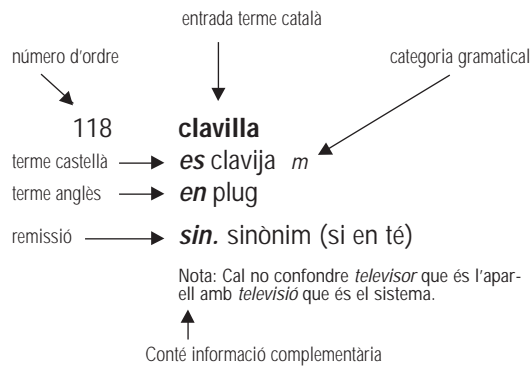 entrada terme català
número d'ordre
categoria gramatical
118 clavilla
terme castellà es clavija m
terme anglès en plug
remissió sin. sinònim (si en té)
Nota: Cal no confondre televisor que és l'apar-
ell amb televisió que és el sistema.
Conté informació complementària